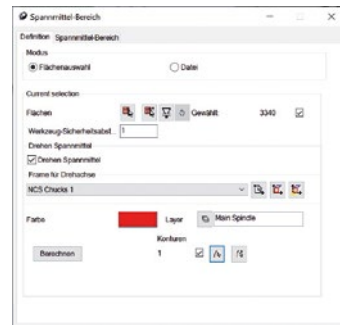 Spannmittel-Bereich
Definition Spannmittel-Bereich
Modus
Flächenauswahl Datei
Current selection
Flächen Gewählt 3340
Werkzeug-Sicherheitsabst... 1
Drehen Spannmittel
Drehen Spannmittel
Frame für Drehachse
NCS Chucks 1
Farbe Layer Main Spindle
Konturen
Berechnen 1